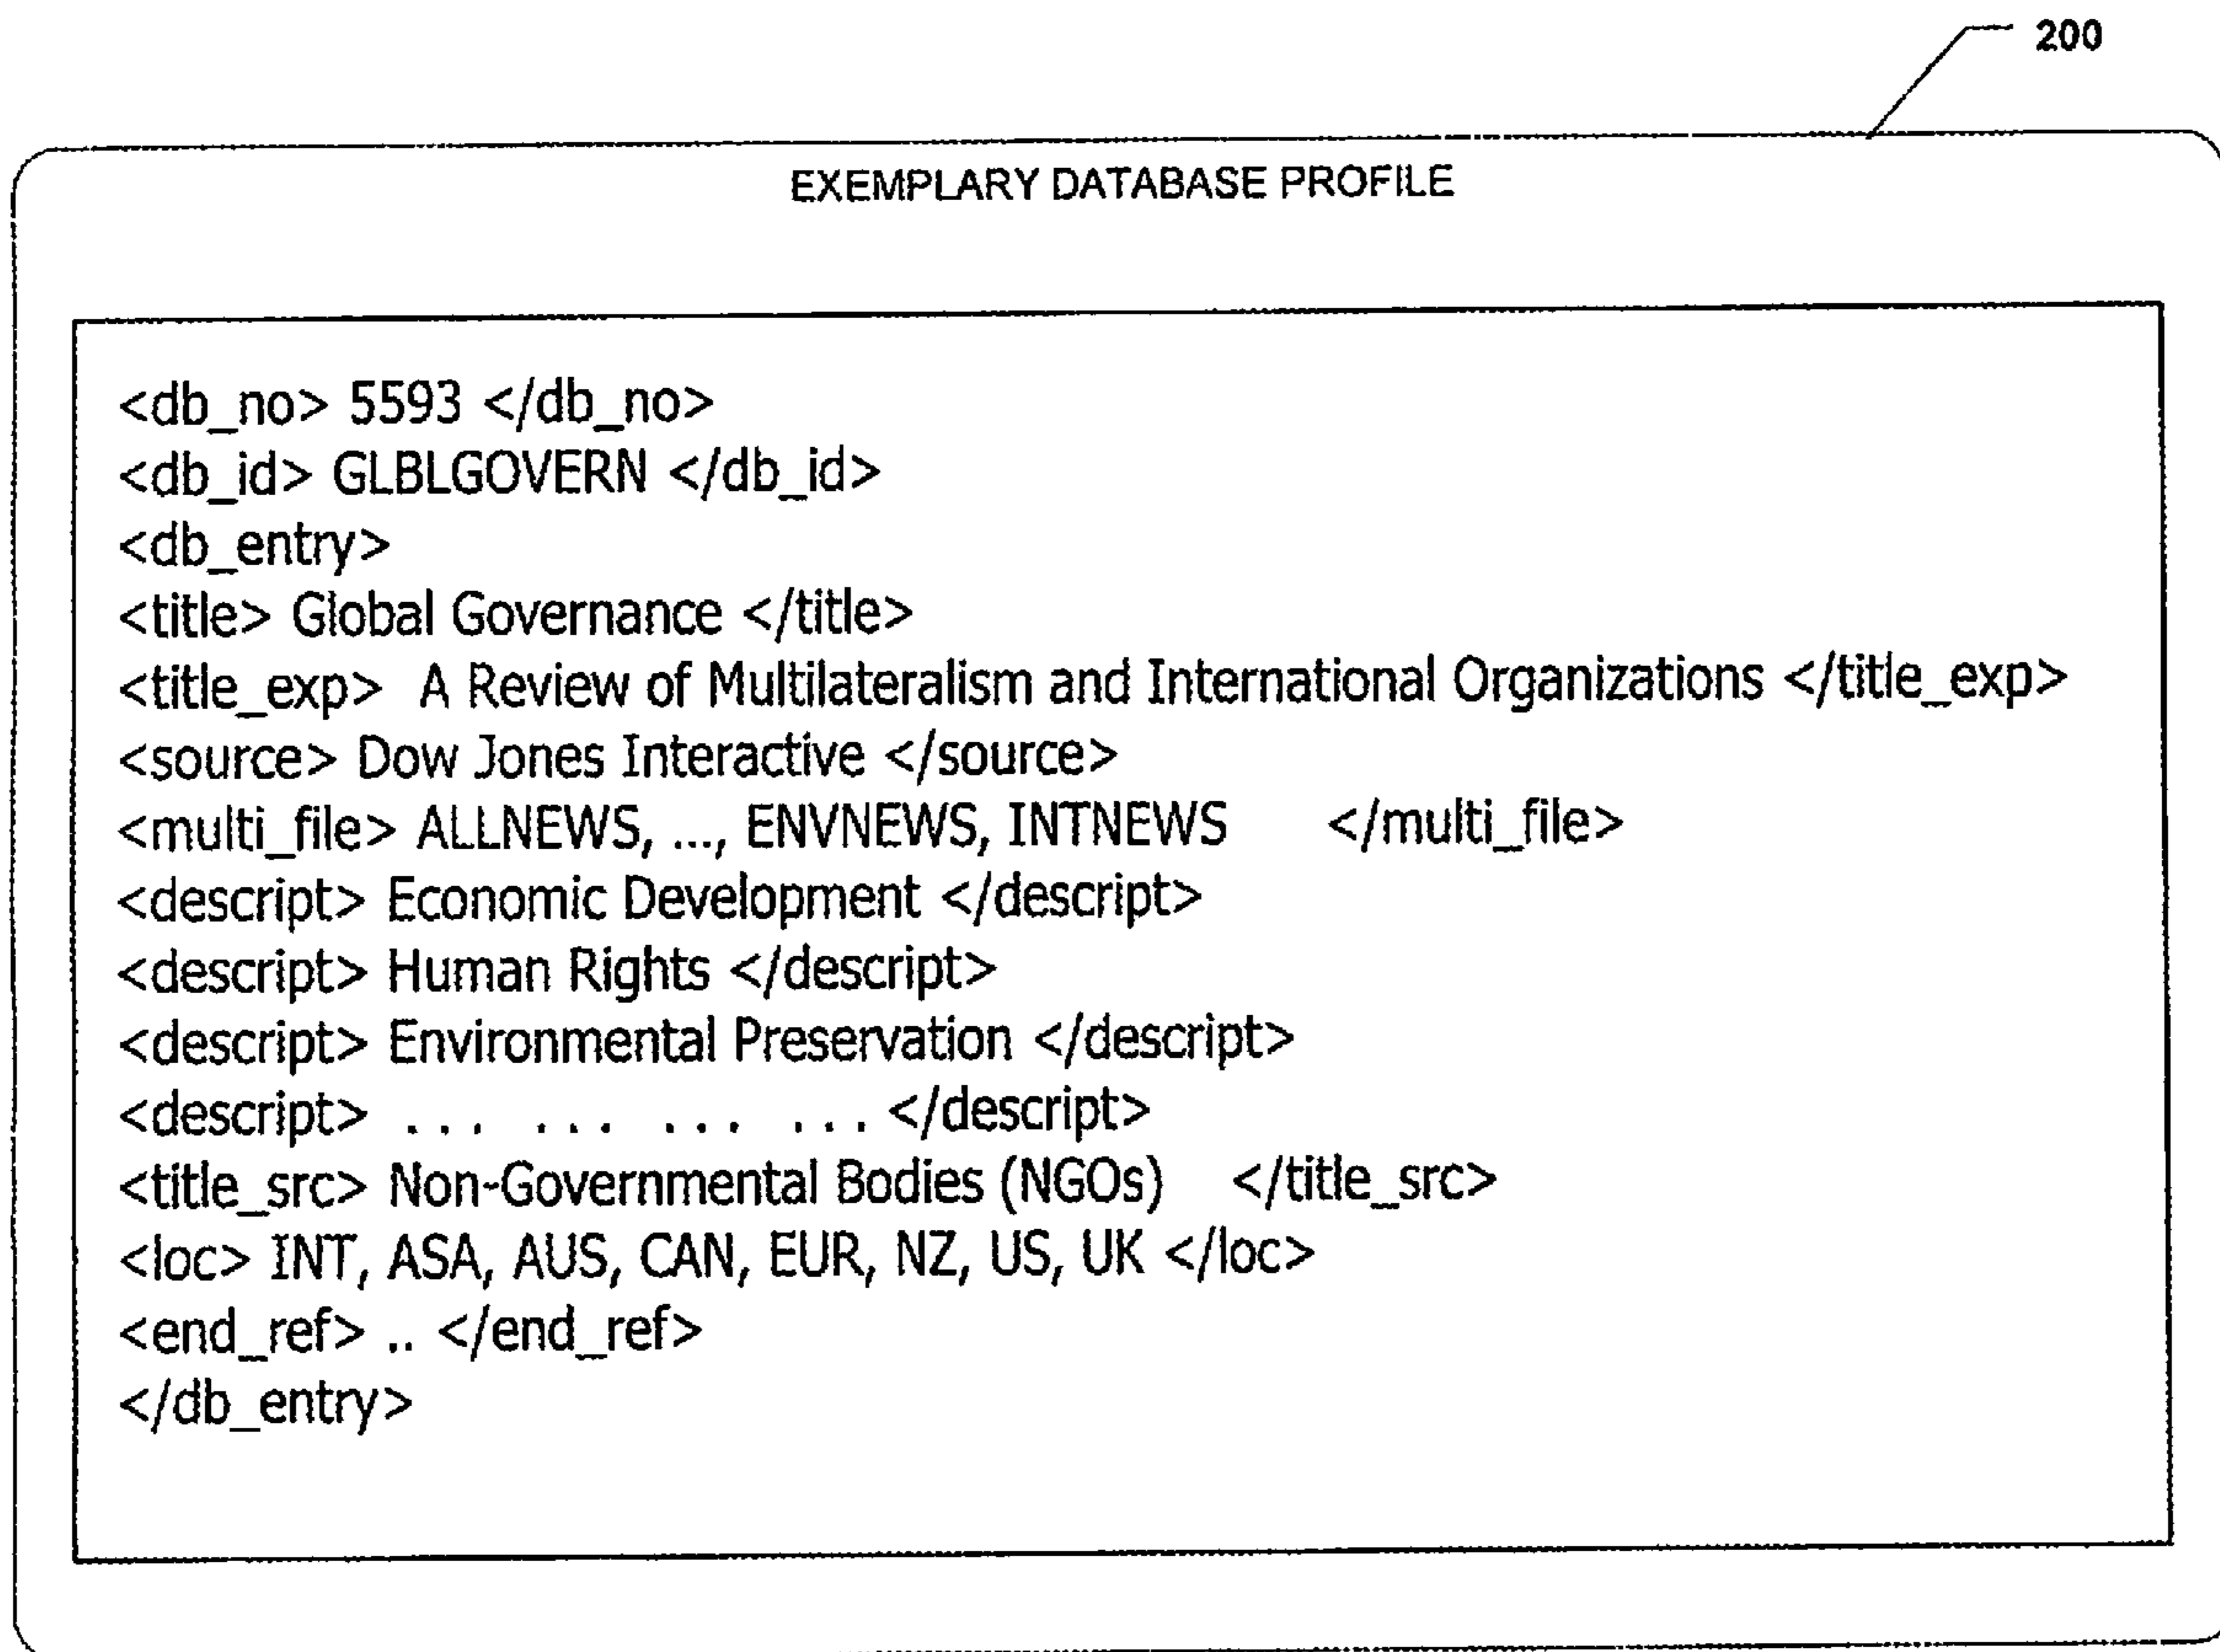 200
EXEMPLARY DATABASE PROFILE
<db_no> 5593 </db_no>
<db_id> GLBLGOVERN </db_id>
<db_entry>
<title> Global Governance </title>
<title_exp> A Review of Multilateralism and International Organizations </title_exp>
<source> Dow Jones Interactive </source>
<multi_file> ALLNEWS, ..., ENVNEWS, INTNEWS </multi_file>
<descript> Economic Development </descript>
<descript> Human Rights </descript>
<descript> Environmental Preservation </descript>
<descript> ... ... ... ... </descript>
<title_src> Non-Governmental Bodies (NGOs) </title_src>
<loc> INT, ASA, AUS, CAN, EUR, NZ, US, UK </loc>
<end_ref> .. </end_ref>
</db_entry>